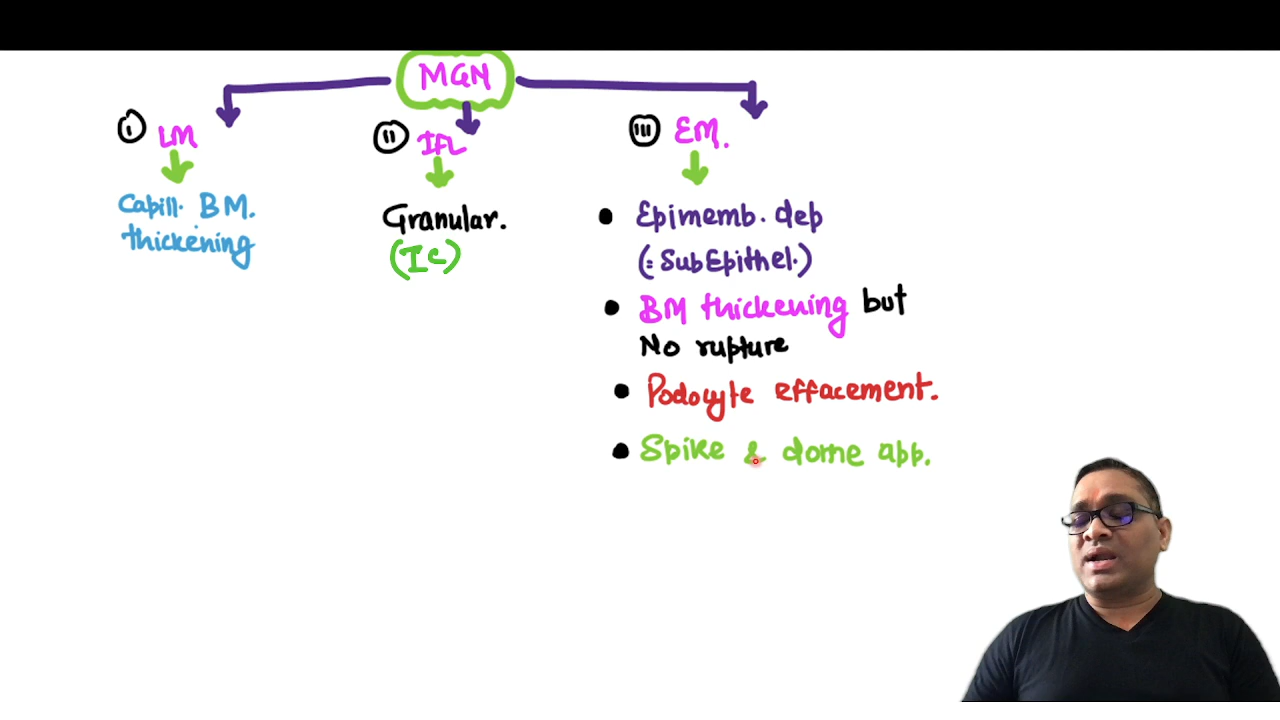 MGN
(i) LM
Capill. BM.
thickening
(ii) IFL
Granular.
(IC)
(iii) EM.
• Epimemb. dep
(= SubEpithel.)
• BM thickening but
No rupture
• Podocyte effacement.
• Spike & dome app.